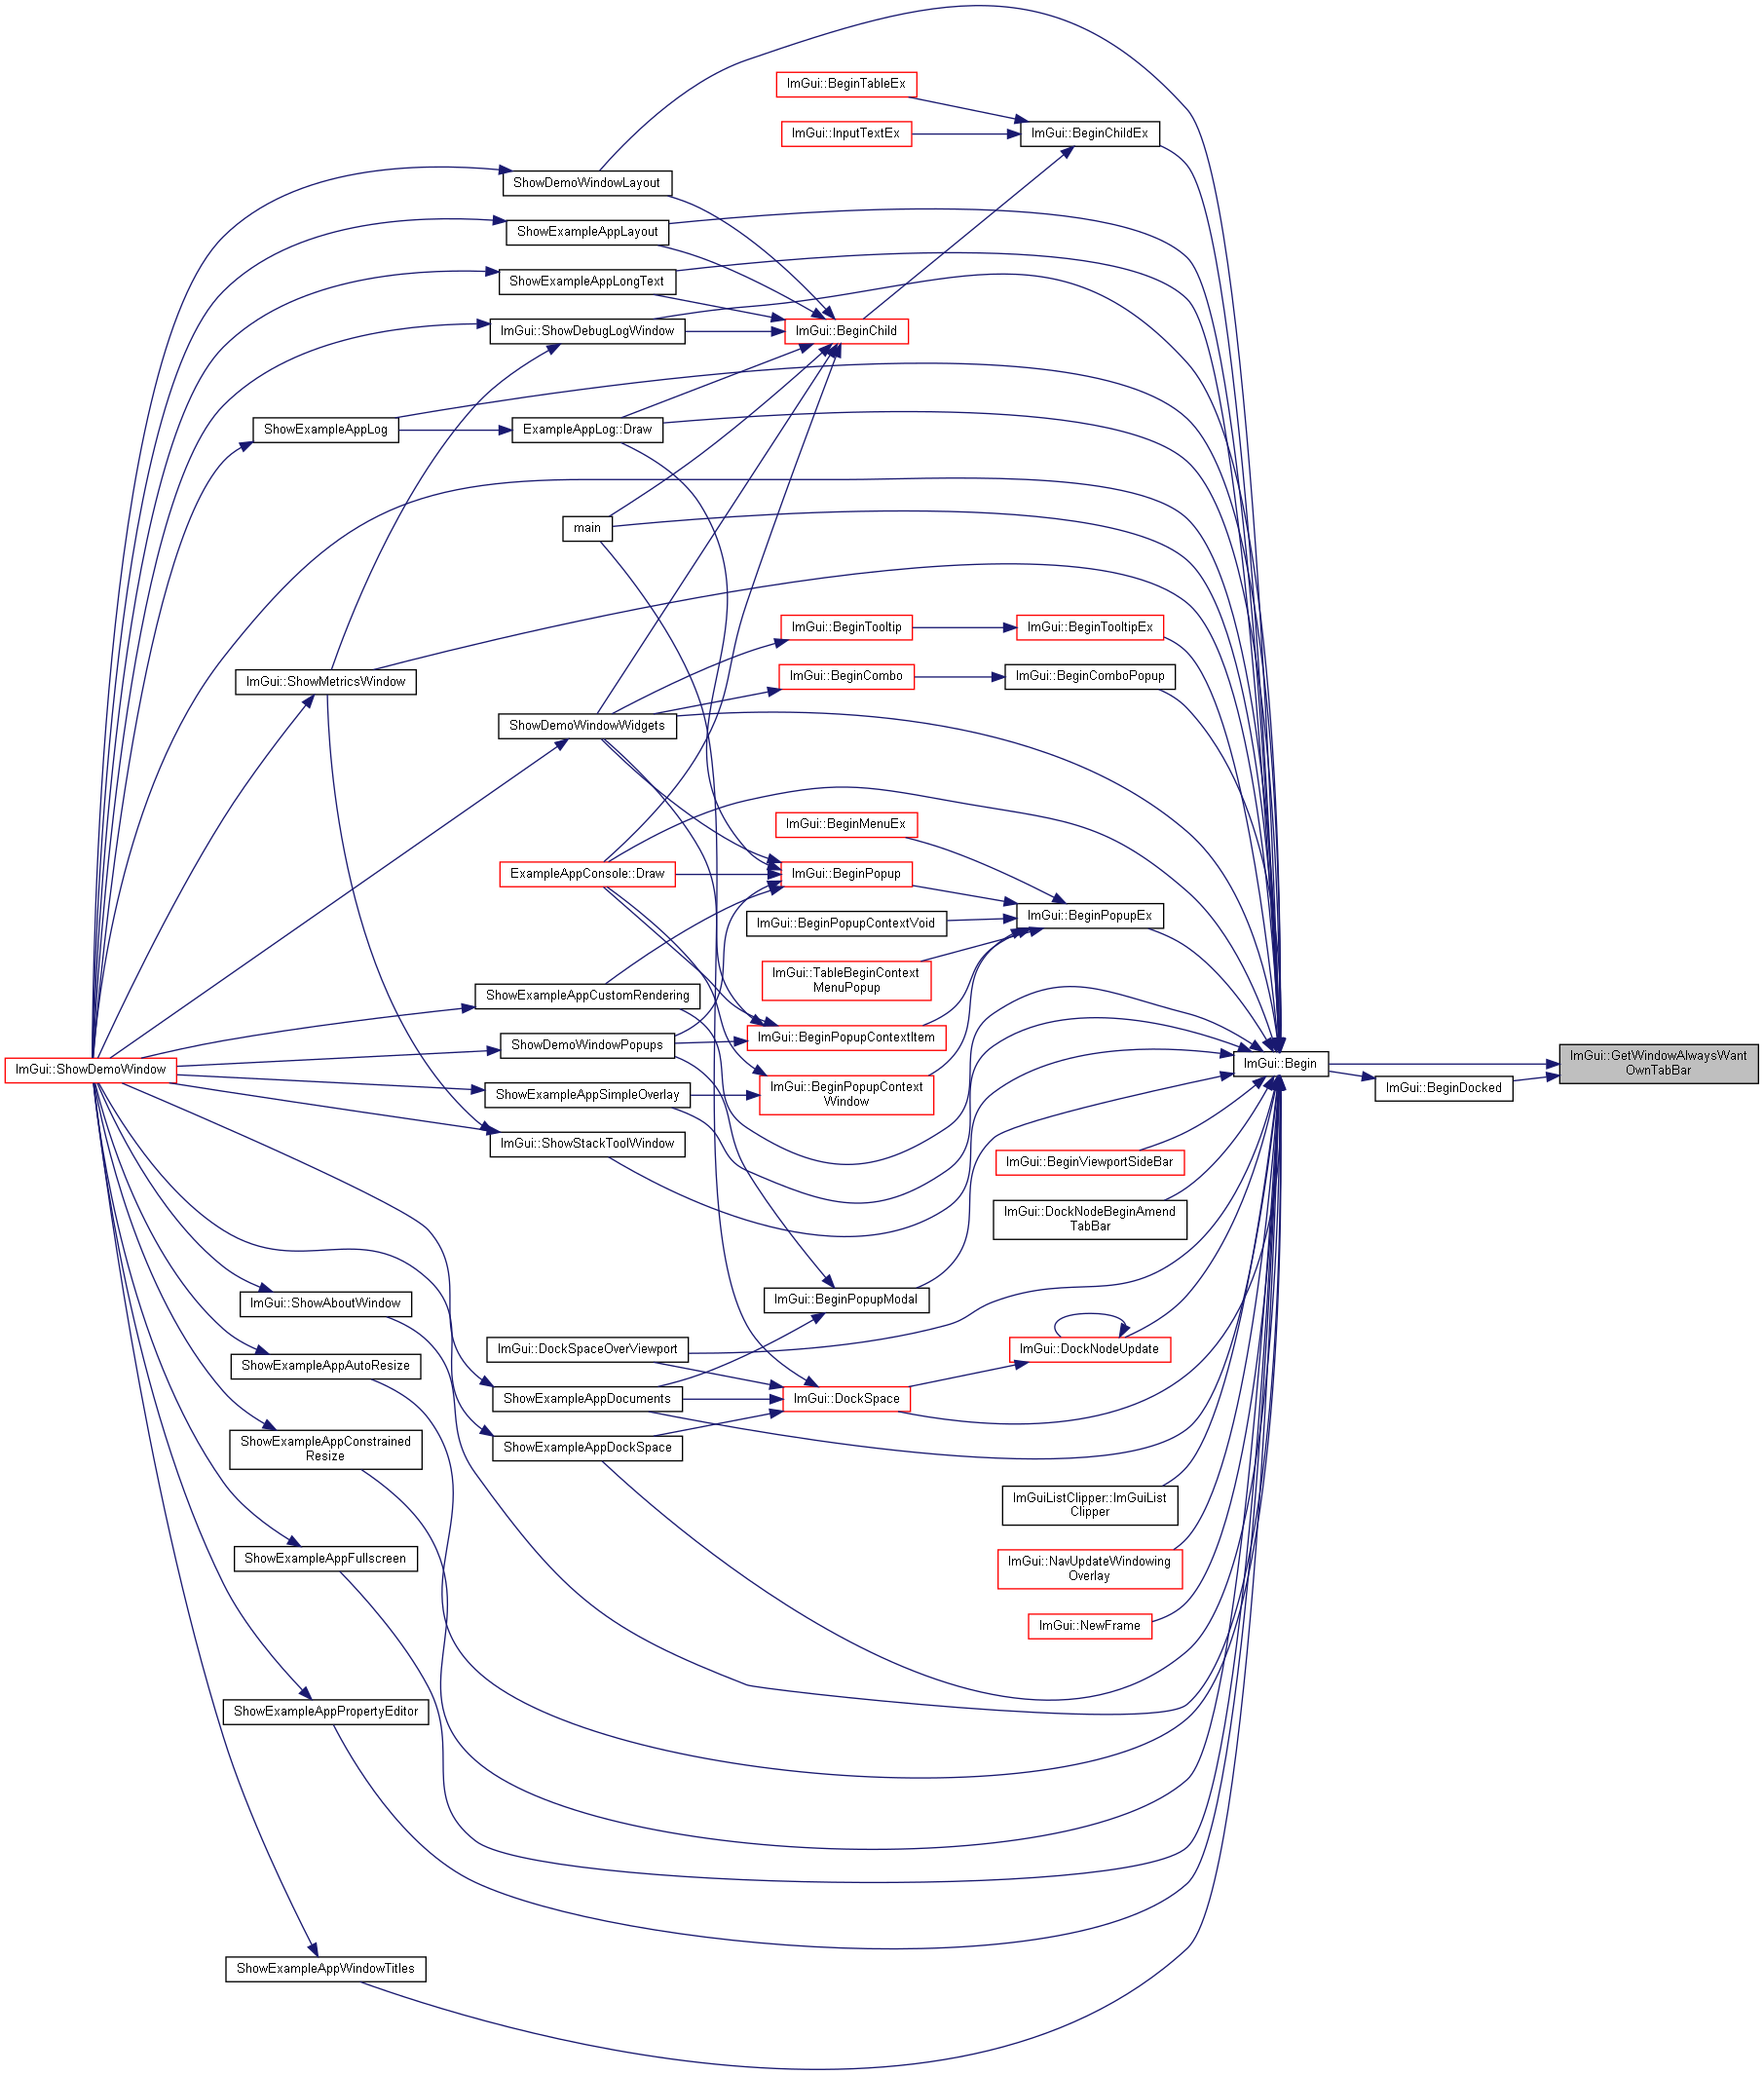 ImGui::BeginTableEx
ImGui::InputTextEx
ImGui::BeginChildEx
ShowDemoWindowLayout
ShowExampleAppLayout
ShowExampleAppLongText
ImGui::ShowDebugLogWindow
ImGui::BeginChild
ShowExampleAppLog
ExampleAppLog::Draw
main
ImGui::BeginTooltip
ImGui::BeginTooltipEx
ImGui::ShowMetricsWindow
ImGui::BeginCombo
ImGui::BeginComboPopup
ShowDemoWindowWidgets
ImGui::BeginMenuEx
ExampleAppConsole::Draw
ImGui::BeginPopup
ImGui::BeginPopupContextVoid
ImGui::BeginPopupEx
ImGui::TableBeginContext
MenuPopup
ShowExampleAppCustomRendering
ShowDemoWindowPopups
ImGui::BeginPopupContextItem
ImGui::ShowDemoWindow
ImGui::Begin
ImGui::GetWindowAlwaysWant
OwnTabBar
ImGui::BeginDocked
ShowExampleAppSimpleOverlay
ImGui::BeginPopupContext
Window
ImGui::ShowStackToolWindow
ImGui::BeginViewportSideBar
ImGui::DockNodeBeginAmend
TabBar
ImGui::ShowAboutWindow
ImGui::BeginPopupModal
ImGui::DockSpaceOverViewport
ImGui::DockNodeUpdate
ShowExampleAppAutoResize
ShowExampleAppDocuments
ImGui::DockSpace
ShowExampleAppConstrained
Resize
ShowExampleAppDockSpace
ImGuiListClipper::ImGuiList
Clipper
ShowExampleAppFullscreen
ImGui::NavUpdateWindowing
Overlay
ImGui::NewFrame
ShowExampleAppPropertyEditor
ShowExampleAppWindowTitles